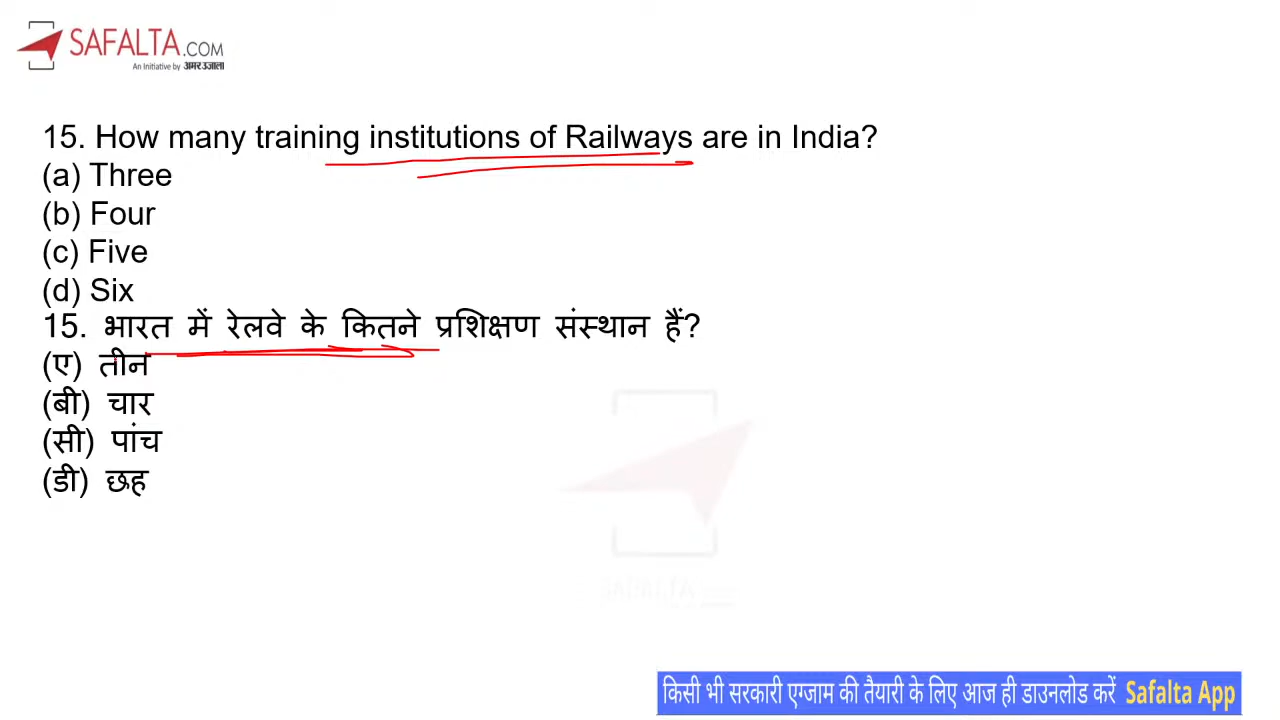 SAFALTA.COM
An Initiative by अमर उजाला
15. How many training institutions of Railways are in India?
(a) Three
(b) Four
(c) Five
(d) Six
15. भारत में रेलवे के कितने प्रशिक्षण संस्थान हैं?
(ए) तीन
(बी) चार
(सी) पांच
(डी) छह
SAFALTA
किसी भी सरकारी एग्जाम की तैयारी के लिए आज ही डाउनलोड करें Safalta App